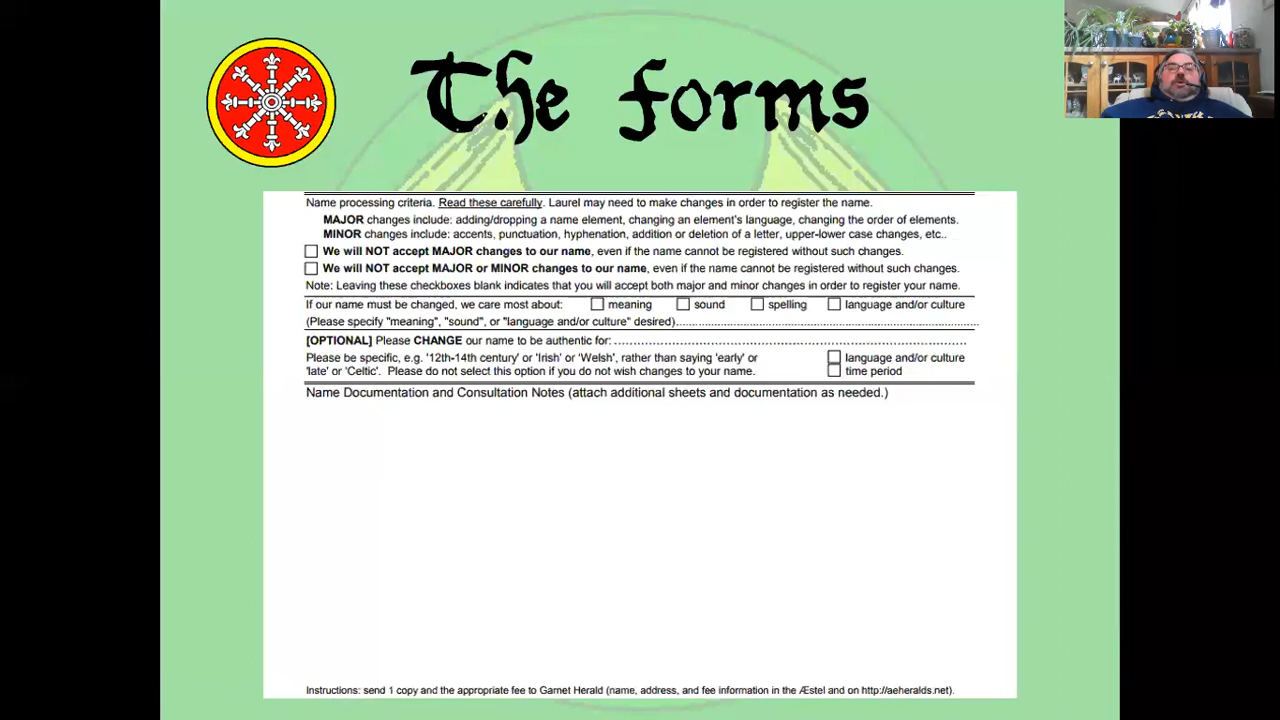 The forms
Name processing criteria. Read these carefully. Laurel may need to make changes in order to register the name.
MAJOR changes include: adding/dropping a name element, changing an element's language, changing the order of elements.
MINOR changes include: accents, punctuation, hyphenation, addition or deletion of a letter, upper-lower case changes, etc..
We will NOT accept MAJOR changes to our name, even if the name cannot be registered without such changes.
We will NOT accept MAJOR or MINOR changes to our name, even if the name cannot be registered without such changes.
Note: Leaving these checkboxes blank indicates that you will accept both major and minor changes in order to register your name.
If our name must be changed, we care most about: meaning sound spelling language and/or culture
(Please specify "meaning", "sound", or "language and/or culture" desired)
[OPTIONAL] Please CHANGE our name to be authentic for:
Please be specific, e.g. '12th-14th century' or 'Irish' or 'Welsh', rather than saying 'early' or language and/or culture
'late' or 'Celtic'. Please do not select this option if you do not wish changes to your name. time period
Name Documentation and Consultation Notes (attach additional sheets and documentation as needed.)
Instructions: send 1 copy and the appropriate fee to Garnet Herald (name, address, and fee information in the Æstel and on http://aeheralds.net).